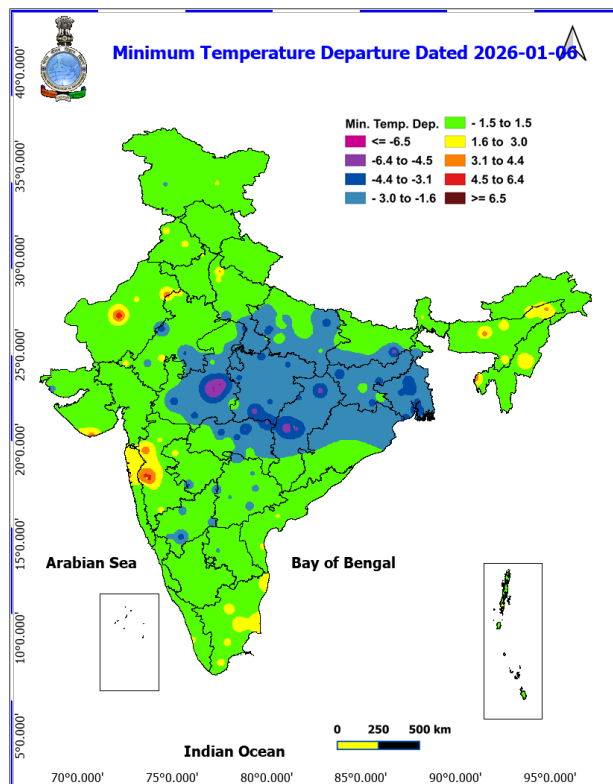 Minimum Temperature Departure Dated 2026-01-06
Min. Temp. Dep.
<= -6.5
-6.4 to -4.5
-4.4 to -3.1
- 3.0 to -1.6
- 1.5 to 1.5
1.6 to 3.0
3.1 to 4.4
4.5 to 6.4
>= 6.5
40°0.000'
35°0.000'
30°0.000'
25°0.000'
20°0.000'
15°0.000'
10°0.000'
5°0.000'
Arabian Sea
Bay of Bengal
0 250 500 km
Indian Ocean
70°0.000' 75°0.000' 80°0.000' 85°0.000' 90°0.000' 95°0.000'